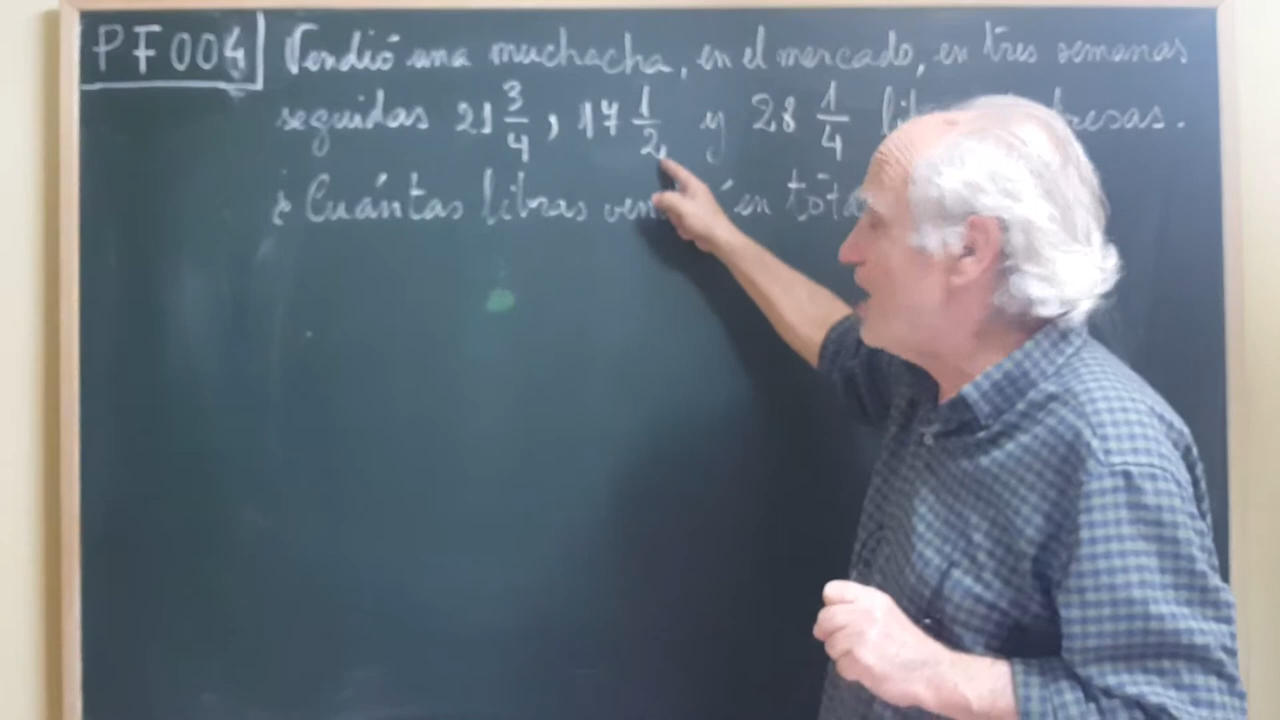 PF004 Vendió una muchacha, en el mercado, en tres semanas
seguidas 21 3/4, 17 1/2 y 28 1/4
¿Cuántas libras en